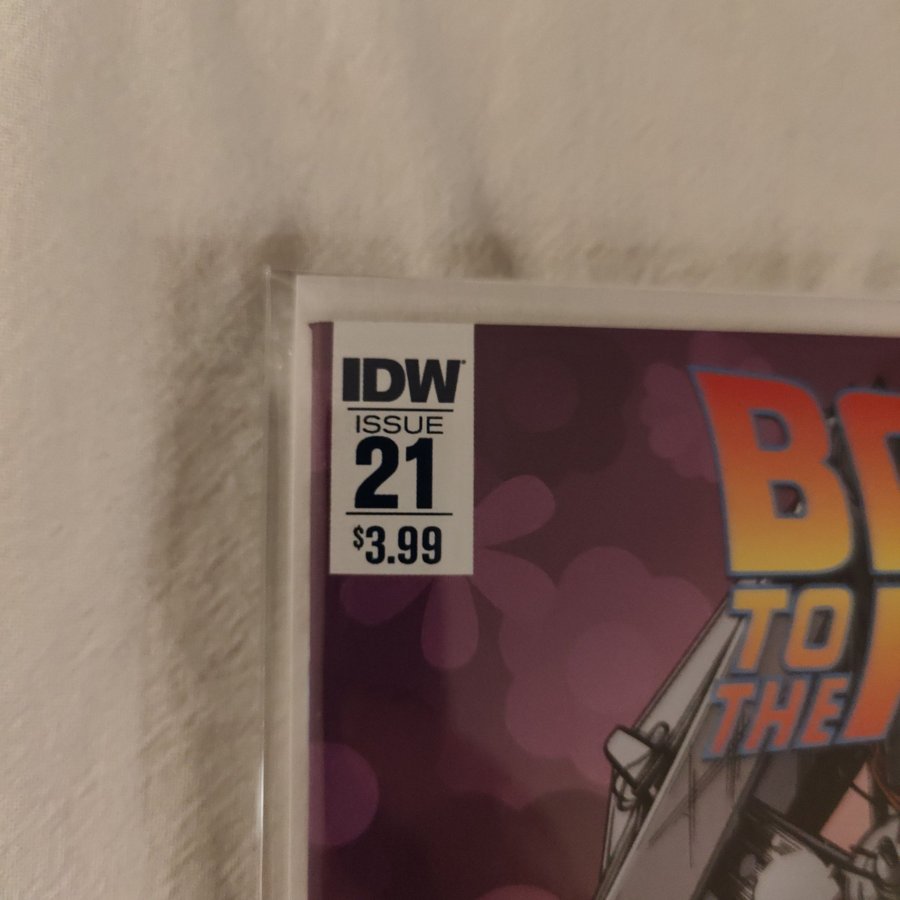 IDW
ISSUE
21
$3.99
TO
THE